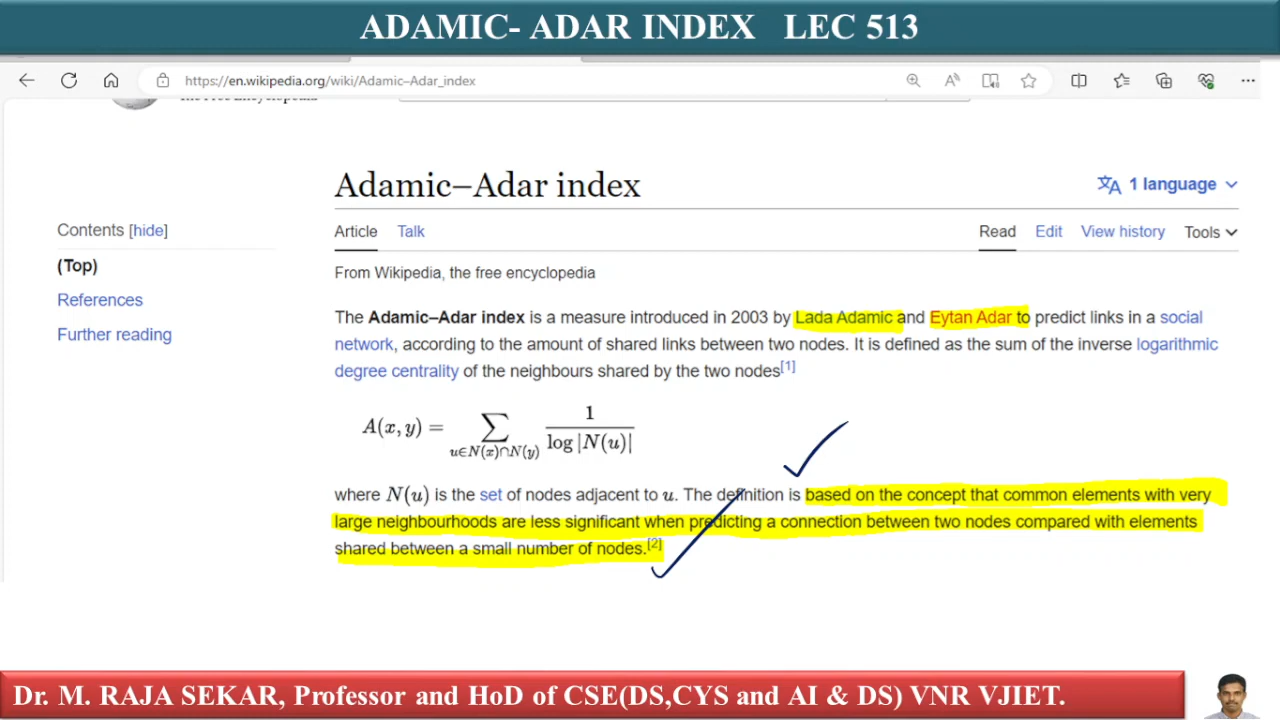 ADAMIC- ADAR INDEX LEC 513
https://en.wikipedia.org/wiki/Adamic–Adar_index
Adamic–Adar index
1 language
Contents [hide]
Article Talk
Read Edit View history Tools
(Top)
From Wikipedia, the free encyclopedia
References
The Adamic–Adar index is a measure introduced in 2003 by Lada Adamic and Eytan Adar to predict links in a social
Further reading
network, according to the amount of shared links between two nodes. It is defined as the sum of the inverse logarithmic
degree centrality of the neighbours shared by the two nodes[1]
A(x, y) = ∑ u∈N(x)∩N(y) 1 / log |N(u)|
where N(u) is the set of nodes adjacent to u. The definition is based on the concept that common elements with very
large neighbourhoods are less significant when predicting a connection between two nodes compared with elements
shared between a small number of nodes.[2]
Dr. M. RAJA SEKAR, Professor and HoD of CSE(DS,CYS and AI & DS) VNR VJIET.